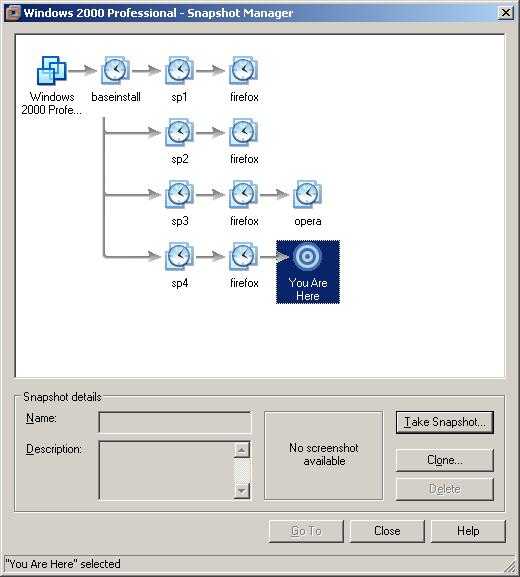 Windows 2000 Professional - Snapshot Manager
Windows
2000 Profe...
baseinstall
sp1
firefox
sp2
firefox
sp3
firefox
opera
sp4
firefox
You Are
Here
Snapshot details
Name:
Description:
No screenshot
available
Take Snapshot...
Clone...
Delete
Go To
Close
Help
"You Are Here" selected